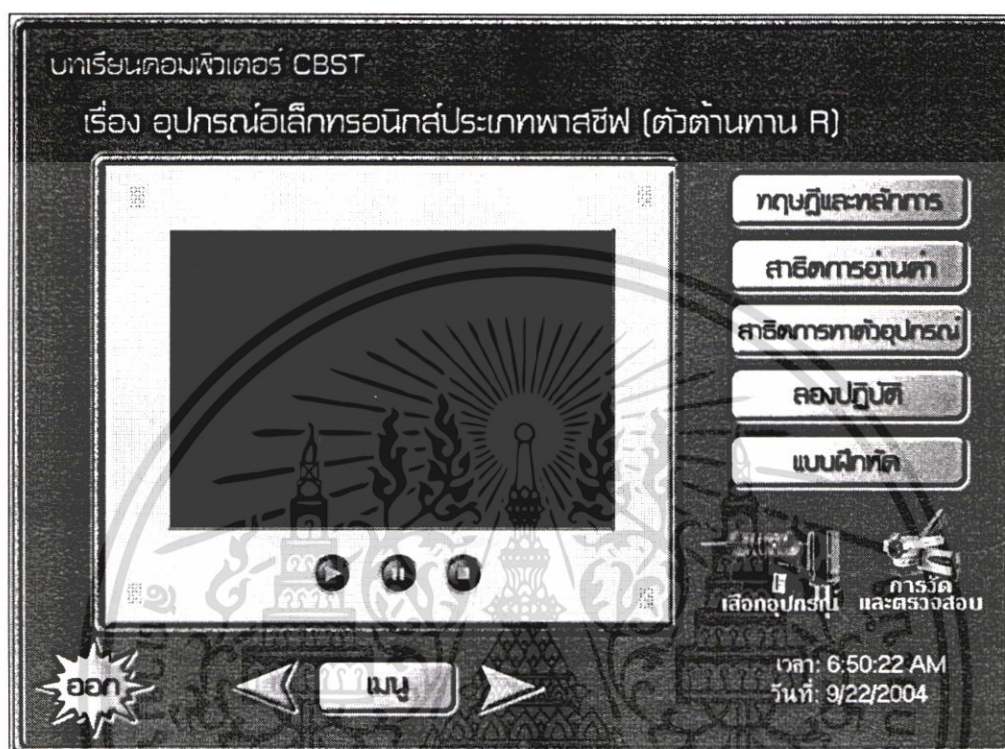 บทเรียนคอมพิวเตอร์ CBST
เรื่อง อุปกรณ์อิเล็กทรอนิกส์ประเภทพาสซีฟ (ตัวต้านทาน R)
ทฤษฎีและหลักการ
สาธิตการอ่านค่า
สาธิตการหาตัวอุปกรณ์
ลองปฏิบัติ
แบบฝึกหัด
เลือกอุปกรณ์
การวัด
และตรวจสอบ
ออก
เมนู
เวลา: 6:50:22 AM
วันที่: 9/22/2004